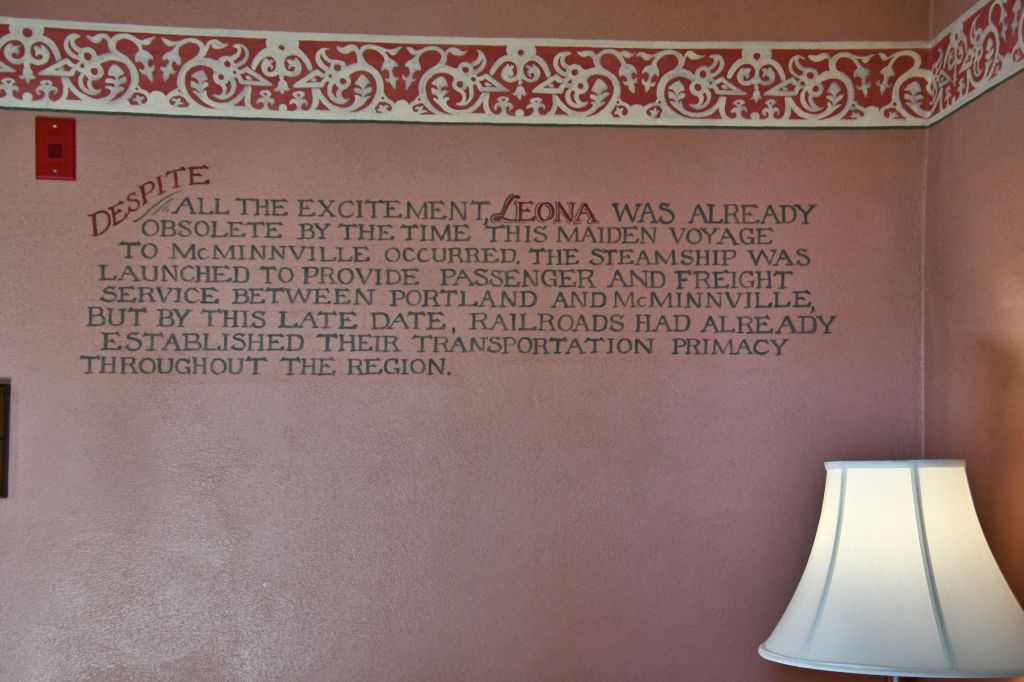 DESPITE ALL THE EXCITEMENT, LEONA WAS ALREADY
OBSOLETE BY THE TIME THIS MAIDEN VOYAGE
TO McMINNVILLE OCCURRED. THE STEAMSHIP WAS
LAUNCHED TO PROVIDE PASSENGER AND FREIGHT
SERVICE BETWEEN PORTLAND AND McMINNVILLE,
BUT BY THIS LATE DATE, RAILROADS HAD ALREADY
ESTABLISHED THEIR TRANSPORTATION PRIMACY
THROUGHOUT THE REGION.